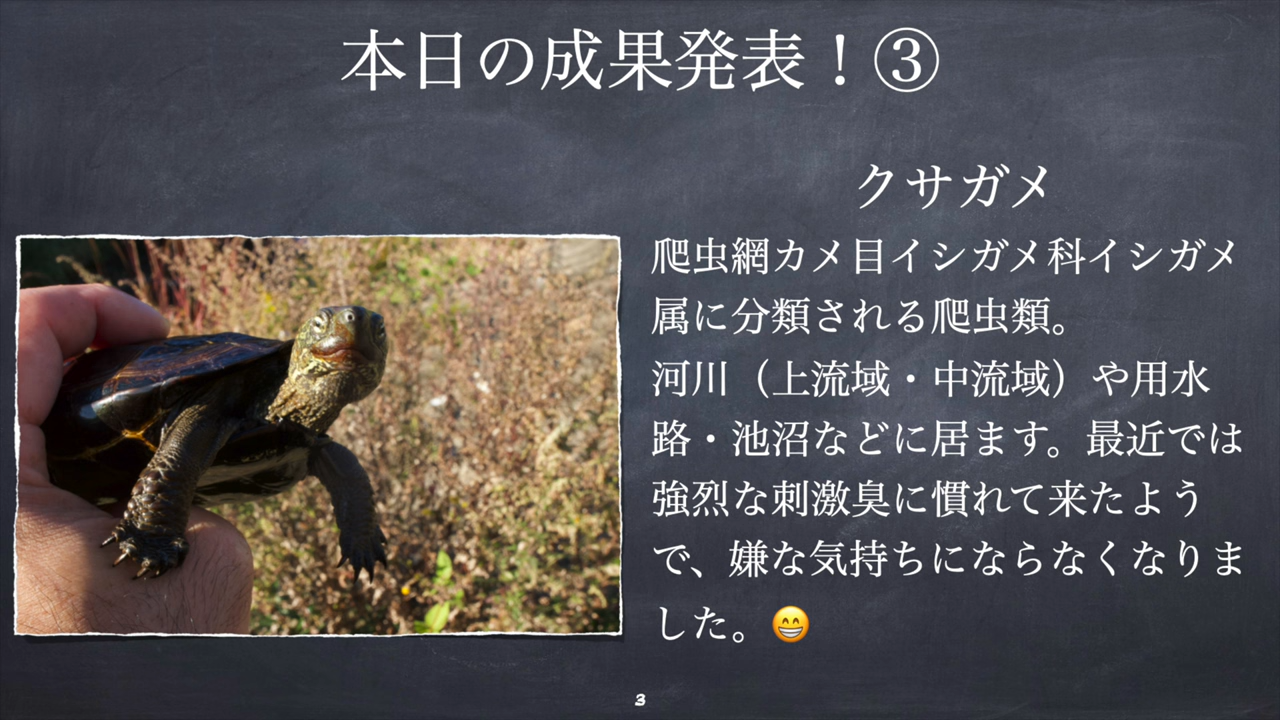 本日の成果発表！③
クサガメ
爬虫網カメ目イシガメ科イシガメ
属に分類される爬虫類。
河川（上流域・中流域）や用水
路・池沼などに居ます。最近では
強烈な刺激臭に慣れて来たよう
で、嫌な気持ちにならなくなりま
した。😁
3